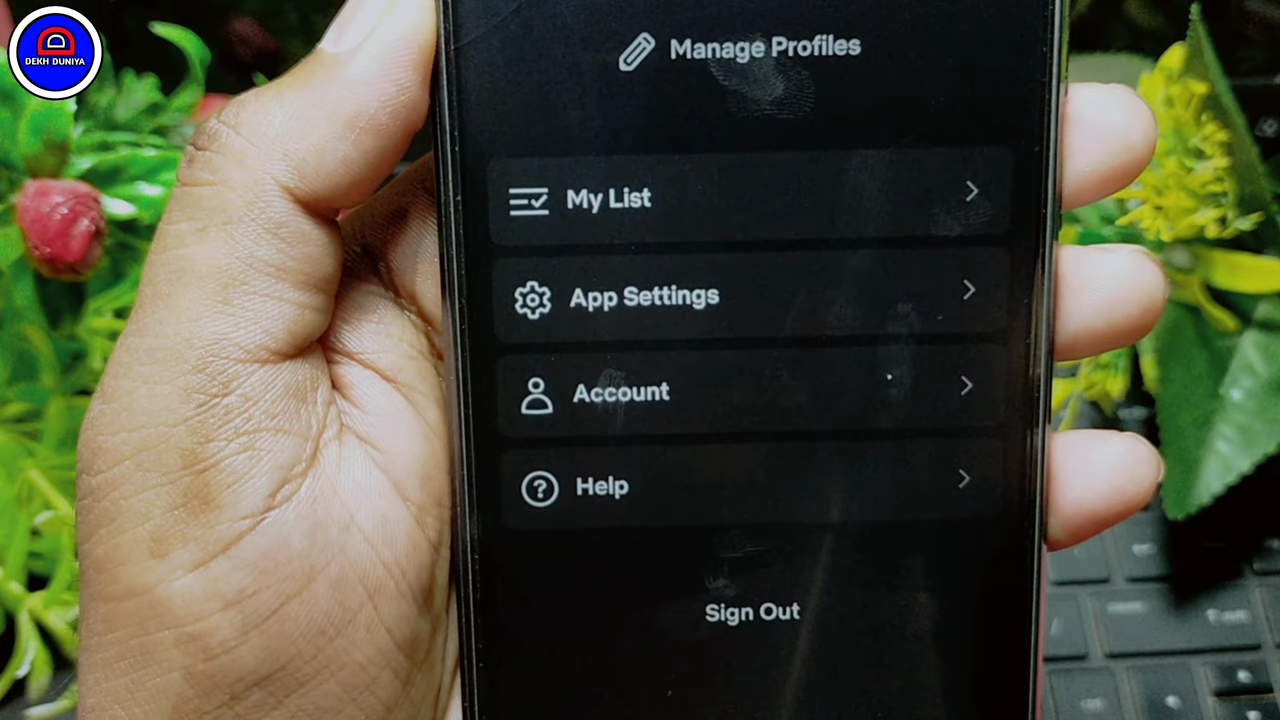 DEKH DUNIYA
Manage Profiles
My List
App Settings
Account
Help
Sign Out